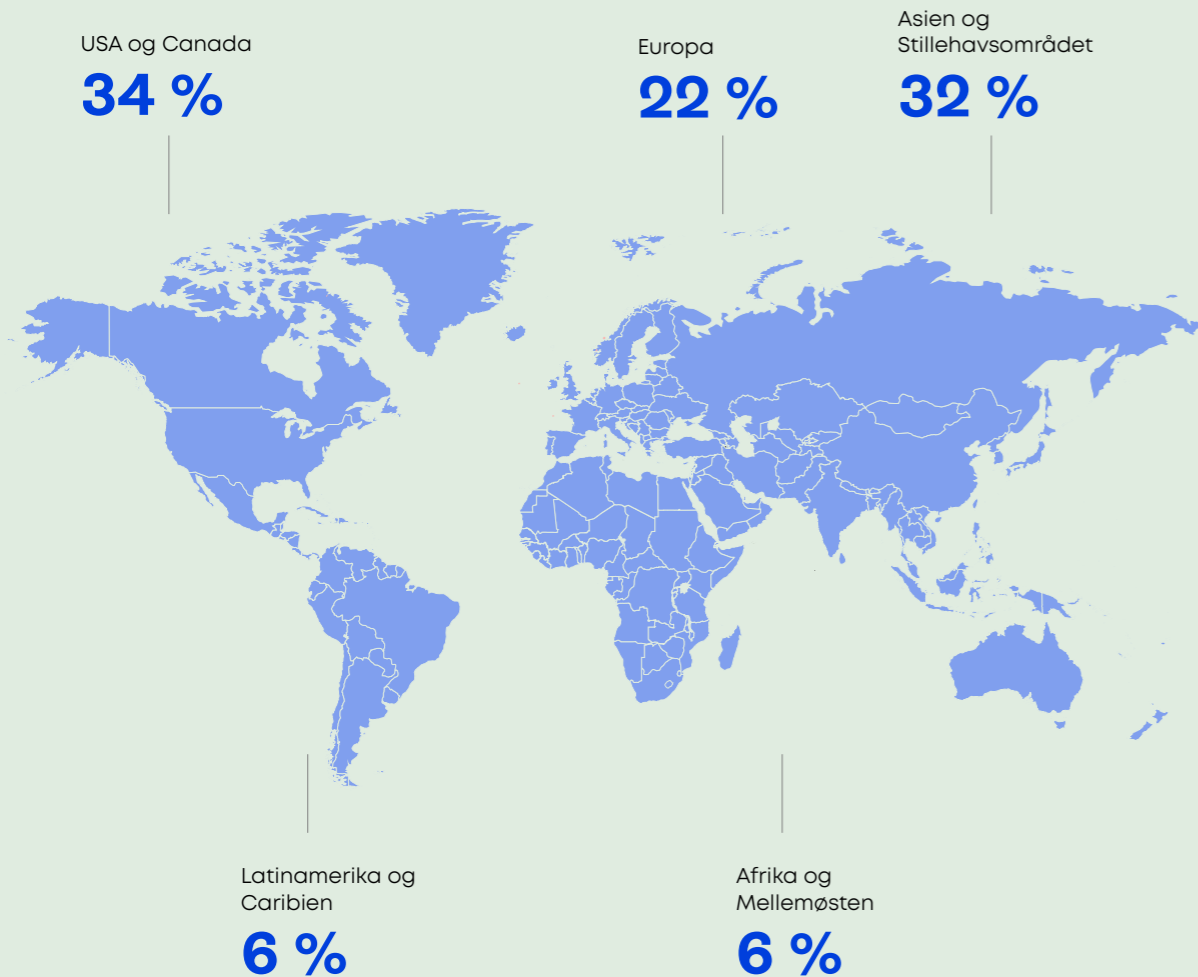 USA og Canada
34 %
Europa
22 %
Asien og
Stillehavsområdet
32 %
Latinamerika og
Caribien
6 %
Afrika og
Mellemøsten
6 %